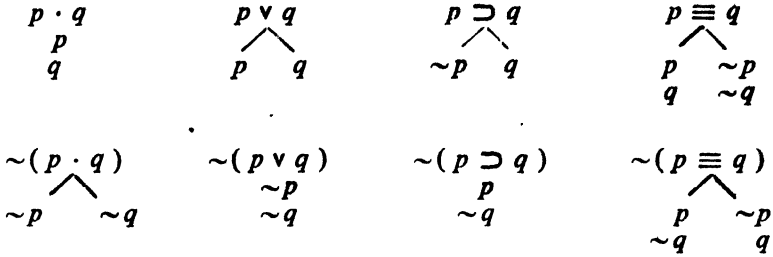 p · q p ∨ q p ⊃ q p ≡ q
p p q ~p q p ~p
q q ~q
~( p · q ) ~( p ∨ q ) ~( p ⊃ q ) ~( p ≡ q )
~p ~q ~p p p ~p
~q ~q ~q q